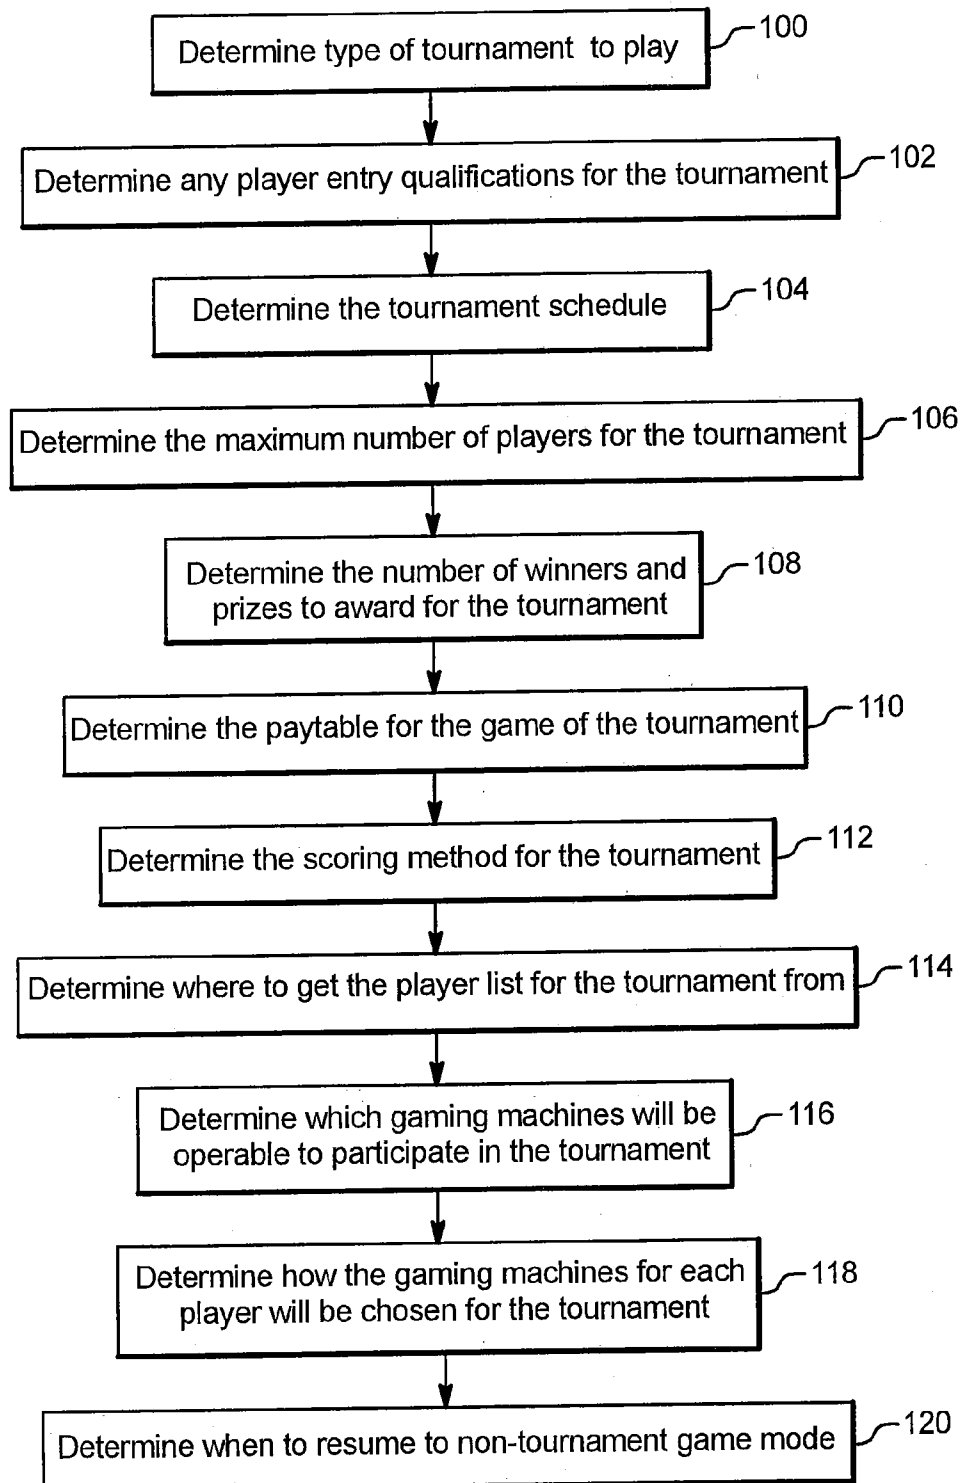 Determine type of tournament to play
100
Determine any player entry qualifications for the tournament
102
Determine the tournament schedule
104
Determine the maximum number of players for the tournament
106
Determine the number of winners and
prizes to award for the tournament
108
Determine the paytable for the game of the tournament
110
Determine the scoring method for the tournament
112
Determine where to get the player list for the tournament from
114
Determine which gaming machines will be
operable to participate in the tournament
116
Determine how the gaming machines for each
player will be chosen for the tournament
118
Determine when to resume to non-tournament game mode
120